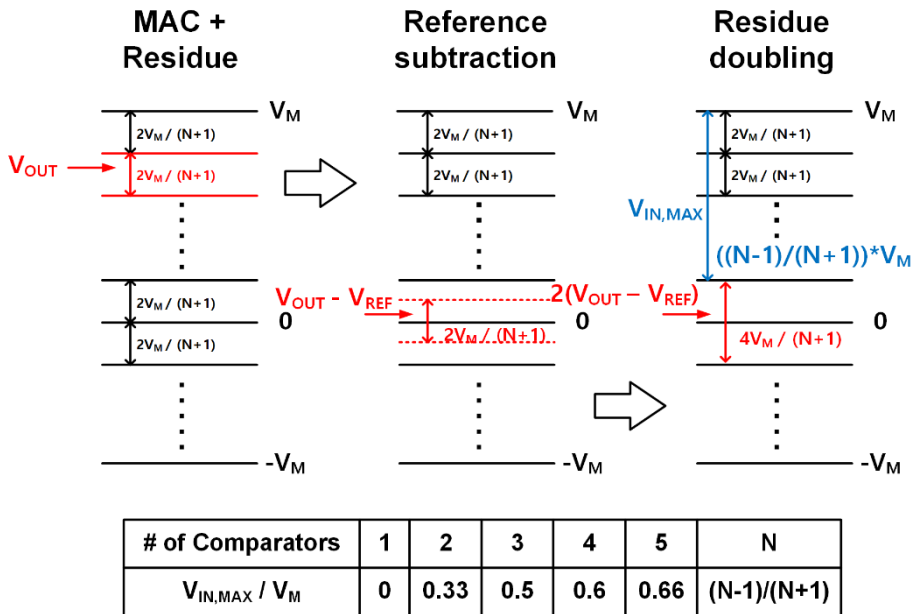 MAC +
Residue
Reference
subtraction
Residue
doubling
V_M
2V_M / (N+1)
V_OUT
2V_M / (N+1)
2V_M / (N+1)
0
2V_M / (N+1)
-V_M
V_M
2V_M / (N+1)
2V_M / (N+1)
V_OUT - V_REF
0
2V_M / (N+1)
-V_M
V_M
2V_M / (N+1)
2V_M / (N+1)
V_IN,MAX
((N-1)/(N+1))*V_M
2(V_OUT – V_REF)
0
4V_M / (N+1)
-V_M
# of Comparators 1 2 3 4 5 N
V_IN,MAX / V_M 0 0.33 0.5 0.6 0.66 (N-1)/(N+1)